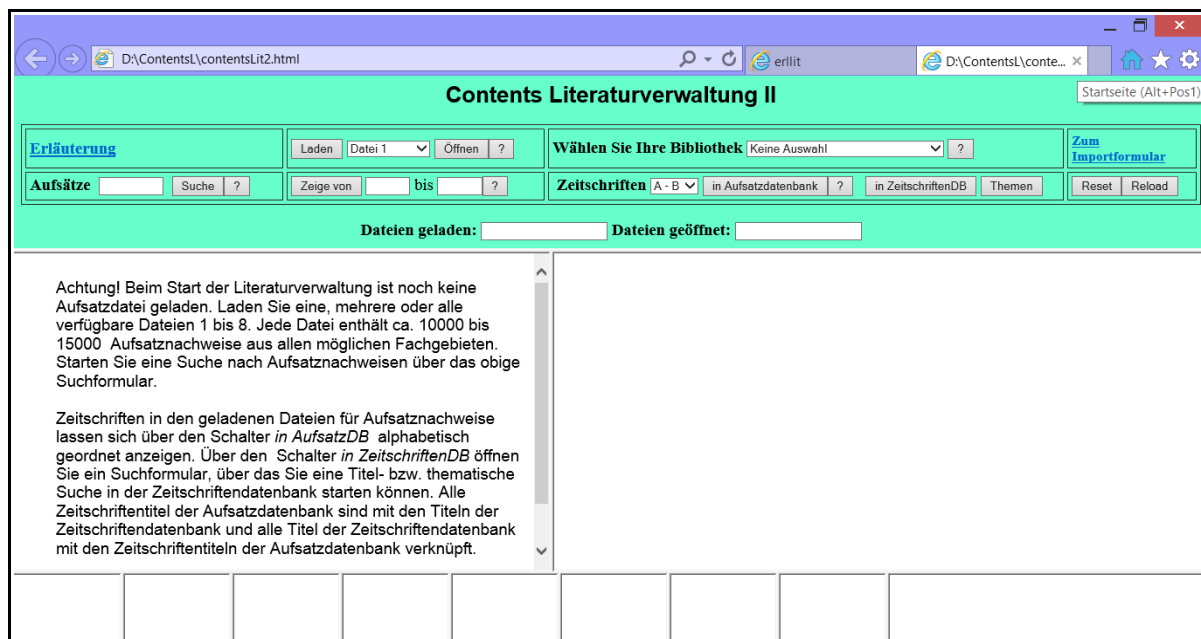 D:\ContentsL\contentsLit2.html
erllit
D:\ContentsL\conte...
Contents Literaturverwaltung II
Startseite (Alt+Pos1)
Erläuterung
Laden Datei 1 Öffnen ?
Wählen Sie Ihre Bibliothek Keine Auswahl ?
Zum
Importformular
Aufsätze Suche ?
Zeige von bis ?
Zeitschriften A - B in Aufsatzdatenbank ? in ZeitschriftenDB Themen
Reset Reload
Dateien geladen: Dateien geöffnet:
Achtung! Beim Start der Literaturverwaltung ist noch keine
Aufsatzdatei geladen. Laden Sie eine, mehrere oder alle
verfügbare Dateien 1 bis 8. Jede Datei enthält ca. 10000 bis
15000 Aufsatznachweise aus allen möglichen Fachgebieten.
Starten Sie eine Suche nach Aufsatznachweisen über das obige
Suchformular.
Zeitschriften in den geladenen Dateien für Aufsatznachweise
lassen sich über den Schalter in AufsatzDB alphabetisch
geordnet anzeigen. Über den Schalter in ZeitschriftenDB öffnen
Sie ein Suchformular, über das Sie eine Titel- bzw. thematische
Suche in der Zeitschriftendatenbank starten können. Alle
Zeitschriftentitel der Aufsatzdatenbank sind mit den Titeln der
Zeitschriftendatenbank und alle Titel der Zeitschriftendatenbank
mit den Zeitschriftentiteln der Aufsatzdatenbank verknüpft.